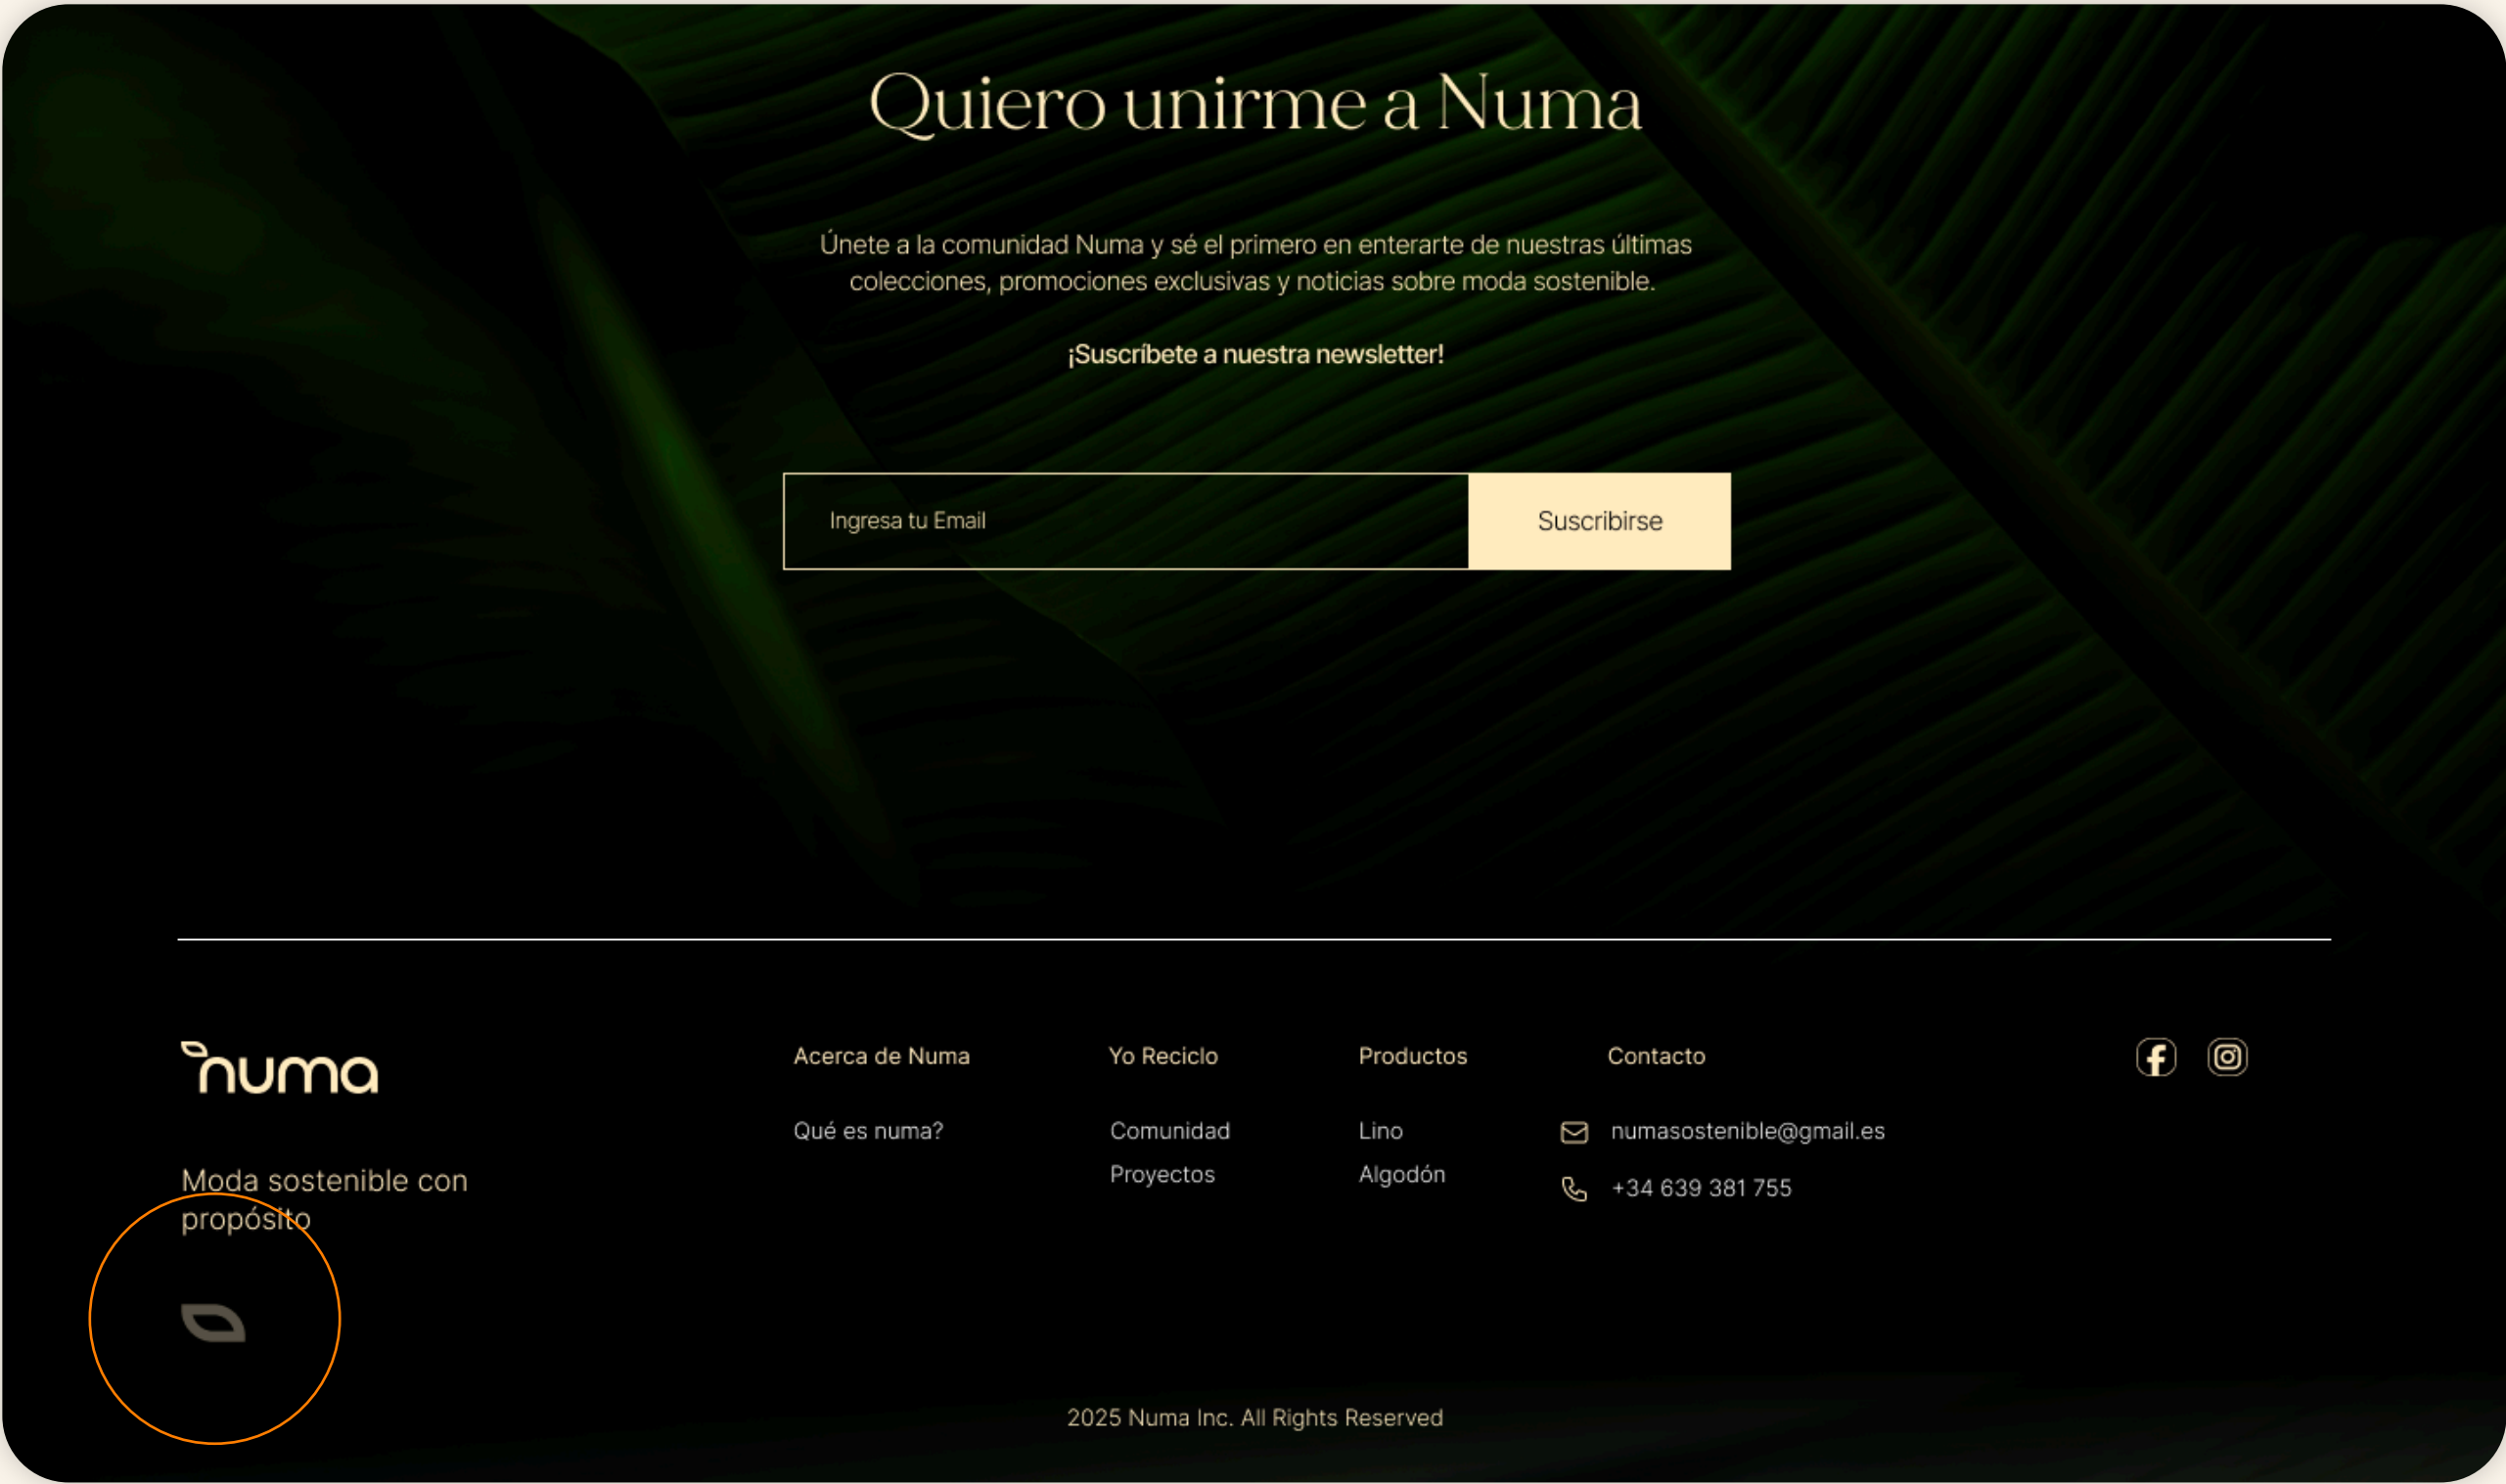 Quiero unirme a Numa
Únete a la comunidad Numa y sé el primero en enterarte de nuestras últimas
colecciones, promociones exclusivas y noticias sobre moda sostenible.
¡Suscríbete a nuestra newsletter!
Ingresa tu Email
Suscribirse
numa
Moda sostenible con
propósito
Acerca de Numa
Qué es numa?
Yo Reciclo
Comunidad
Proyectos
Productos
Lino
Algodón
Contacto
numasostenible@gmail.es
+34 639 381 755
2025 Numa Inc. All Rights Reserved